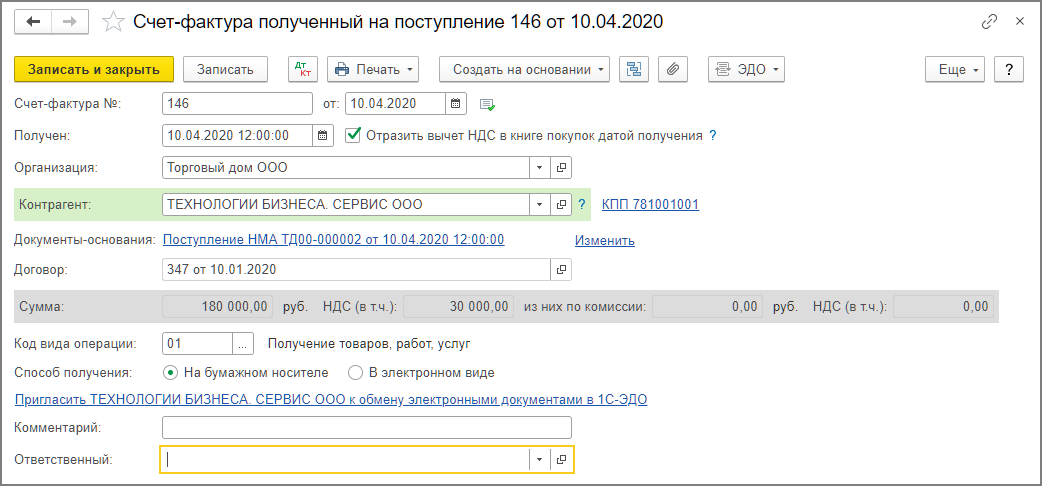 Счет-фактура полученный на поступление 146 от 10.04.2020
Записать и закрыть Записать Дт Кт Печать Создать на основании ЭДО Еще ?
Счет-фактура №: 146 от: 10.04.2020
Получен: 10.04.2020 12:00:00 Отразить вычет НДС в книге покупок датой получения ?
Организация: Торговый дом ООО
Контрагент: ТЕХНОЛОГИИ БИЗНЕСА. СЕРВИС ООО ? КПП 781001001
Документы-основания: Поступление НМА ТД00-000002 от 10.04.2020 12:00:00 Изменить
Договор: 347 от 10.01.2020
Сумма: 180 000,00 руб. НДС (в т.ч.): 30 000,00 из них по комиссии: 0,00 руб. НДС (в т.ч.): 0,00
Код вида операции: 01 ... Получение товаров, работ, услуг
Способ получения: На бумажном носителе В электронном виде
Пригласить ТЕХНОЛОГИИ БИЗНЕСА. СЕРВИС ООО к обмену электронными документами в 1С-ЭДО
Комментарий:
Ответственный: